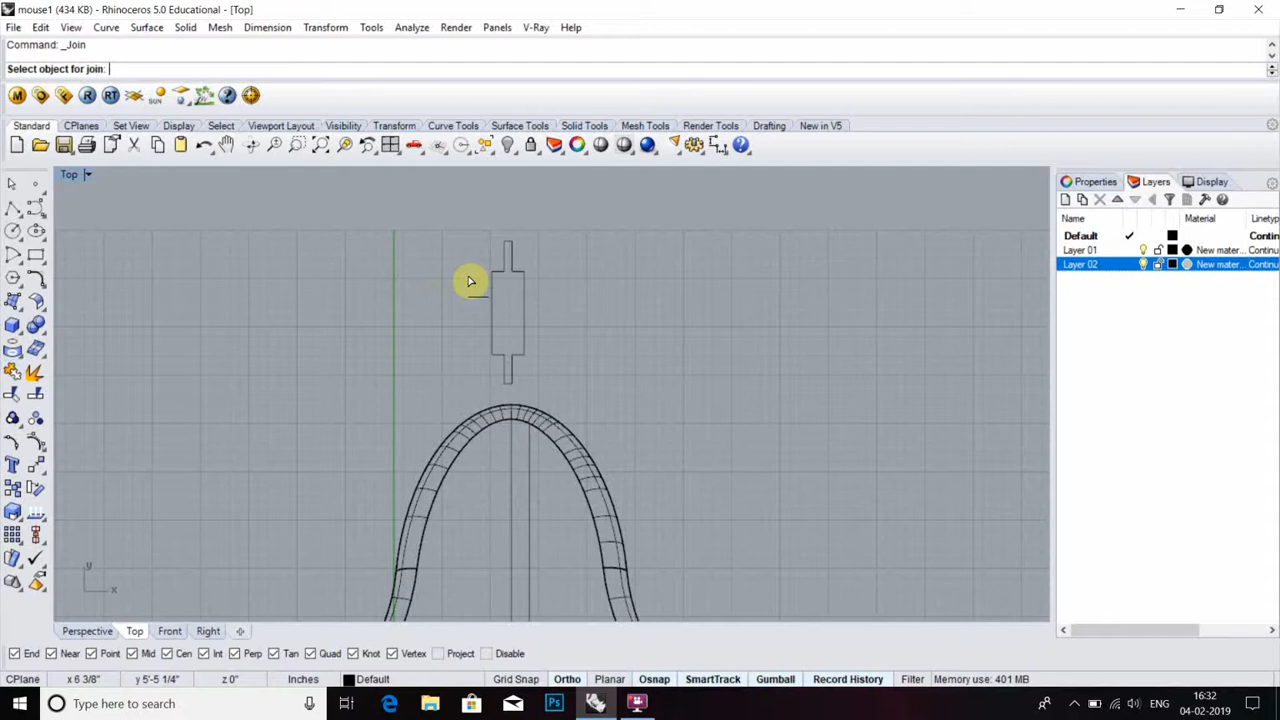 mouse1 (434 KB) - Rhinoceros 5.0 Educational - [Top]
File Edit View Curve Surface Solid Mesh Dimension Transform Tools Analyze Render Panels V-Ray Help
Command: _Join
Select object for join:
M O F R RT SUN ?
Standard CPlanes Set View Display Select Viewport Layout Visibility Transform Curve Tools Surface Tools Solid Tools Mesh Tools Render Tools Drafting New in V5
Top
Properties Layers Display
Name Material Linetyp
Default Contin
Layer 01 New mater... Continu
Layer 02 New mater... Continu
y
x
Perspective Top Front Right
End Near Point Mid Cen Int Perp Tan Quad Knot Vertex Project Disable
CPlane x 6 3/8" y 5'-5 1/4" z 0" Inches Default Grid Snap Ortho Planar Osnap SmartTrack Gumball Record History Filter Memory use: 401 MB
Type here to search Ps ENG 16:32
04-02-2019